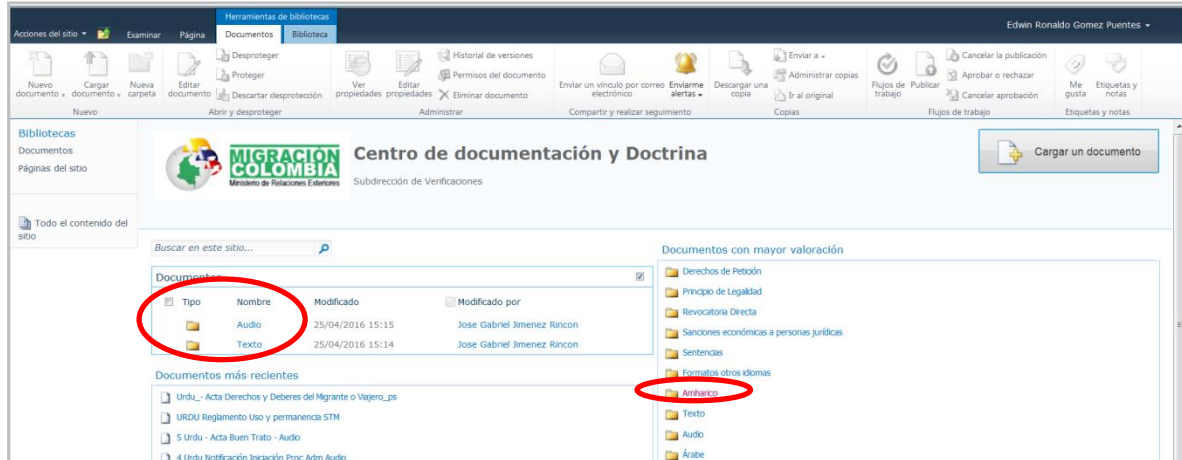 Herramientas de bibliotecas
Edwin Ronaldo Gomez Puentes
Acciones del sitio
Examinar
Página
Documentos
Biblioteca
Nuevo documento
Cargar documento
Nueva carpeta
Nuevo
Editar documento
Desproteger
Proteger
Descartar desprotección
Abrir y desproteger
Ver propiedades
Editar propiedades
Historial de versiones
Permisos del documento
Eliminar documento
Administrar
Enviar un vínculo por correo electrónico
Enviarme alertas
Compartir y realizar seguimiento
Descargar una copia
Enviar a
Administrar copias
Ir al original
Copias
Flujos de trabajo
Publicar
Cancelar la publicación
Aprobar o rechazar
Cancelar aprobación
Flujos de trabajo
Me gusta
Etiquetas y notas
Etiquetas y notas
Bibliotecas
Documentos
Páginas del sitio
Todo el contenido del sitio
MIGRACIÓN
COLOMBIA
Ministerio de Relaciones Exteriores
Centro de documentación y Doctrina
Subdirección de Verificaciones
Cargar un documento
Buscar en este sitio...
Documentos
Tipo Nombre Modificado Modificado por
Audio 25/04/2016 15:15 Jose Gabriel Jimenez Rincon
Texto 25/04/2016 15:14 Jose Gabriel Jimenez Rincon
Documentos más recientes
Urdu_- Acta Derechos y Deberes del Migrante o Viajero_ps
URDU Reglamento Uso y permanencia STM
5 Urdu - Acta Buen Trato - Audio
4 Urdu Notificación Iniciación Proc Adm Audio
Documentos con mayor valoración
Derechos de Petición
Principio de Legalidad
Revocatoria Directa
Sanciones económicas a personas jurídicas
Sentencias
Formatos otros idiomas
Amharico
Texto
Audio
Árabe